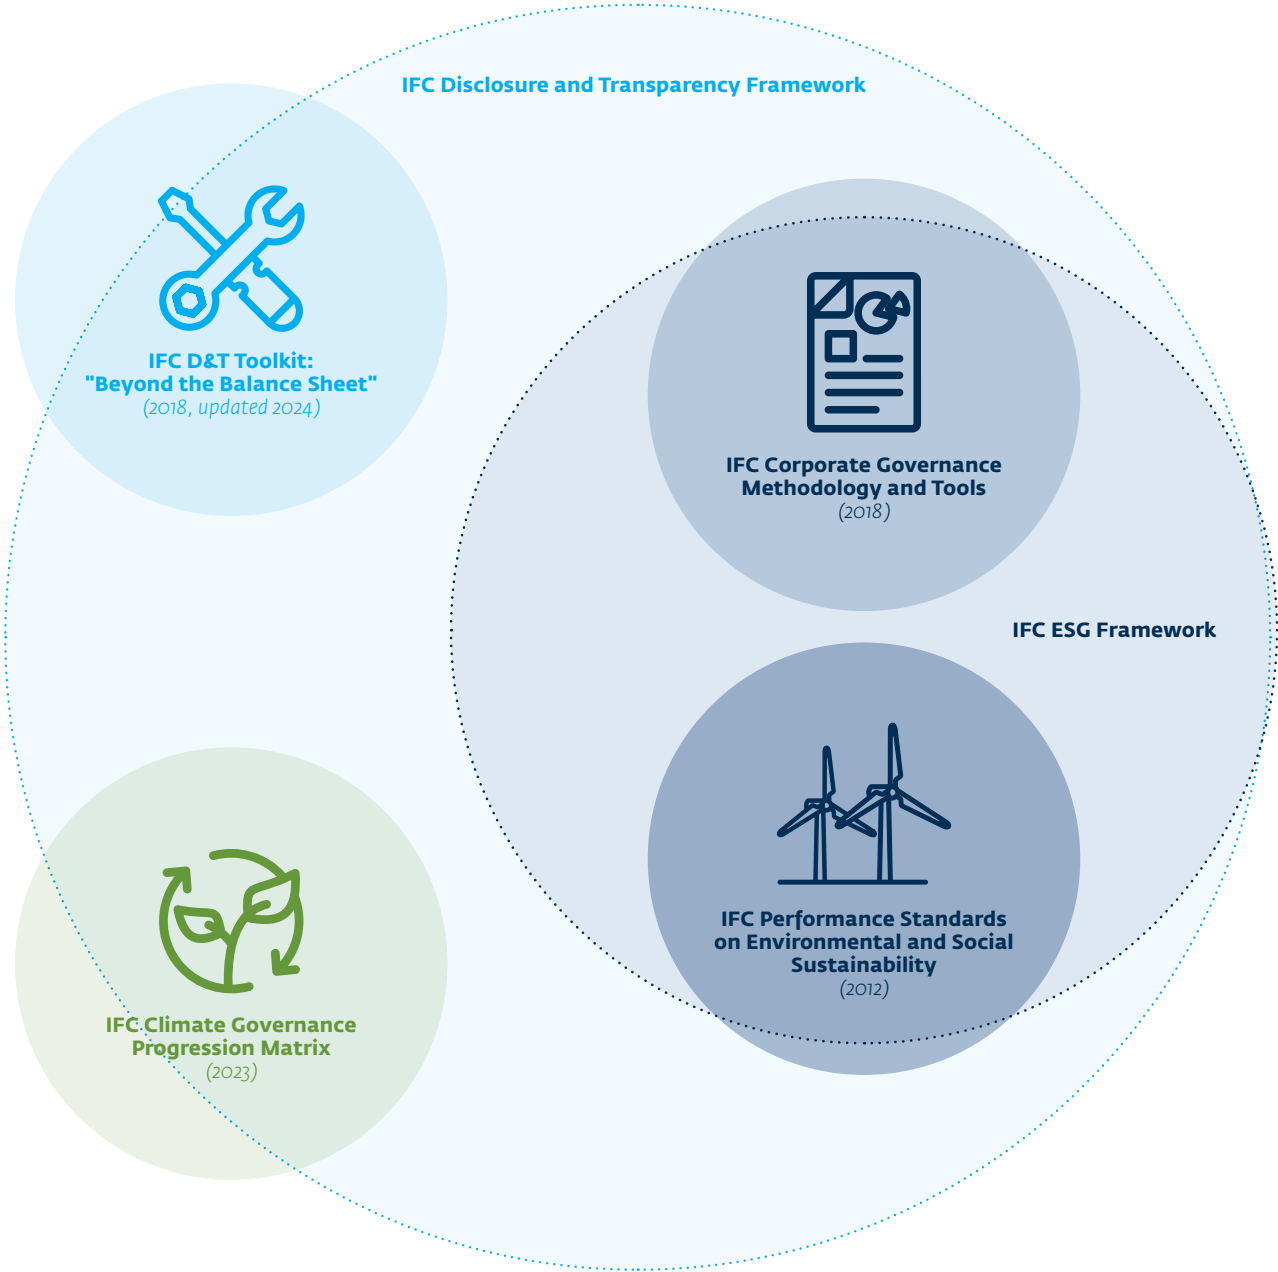 IFC Disclosure and Transparency Framework
IFC D&T Toolkit:
"Beyond the Balance Sheet"
(2018, updated 2024)
IFC Corporate Governance
Methodology and Tools
(2018)
IFC ESG Framework
IFC Performance Standards
on Environmental and Social
Sustainability
(2012)
IFC Climate Governance
Progression Matrix
(2023)